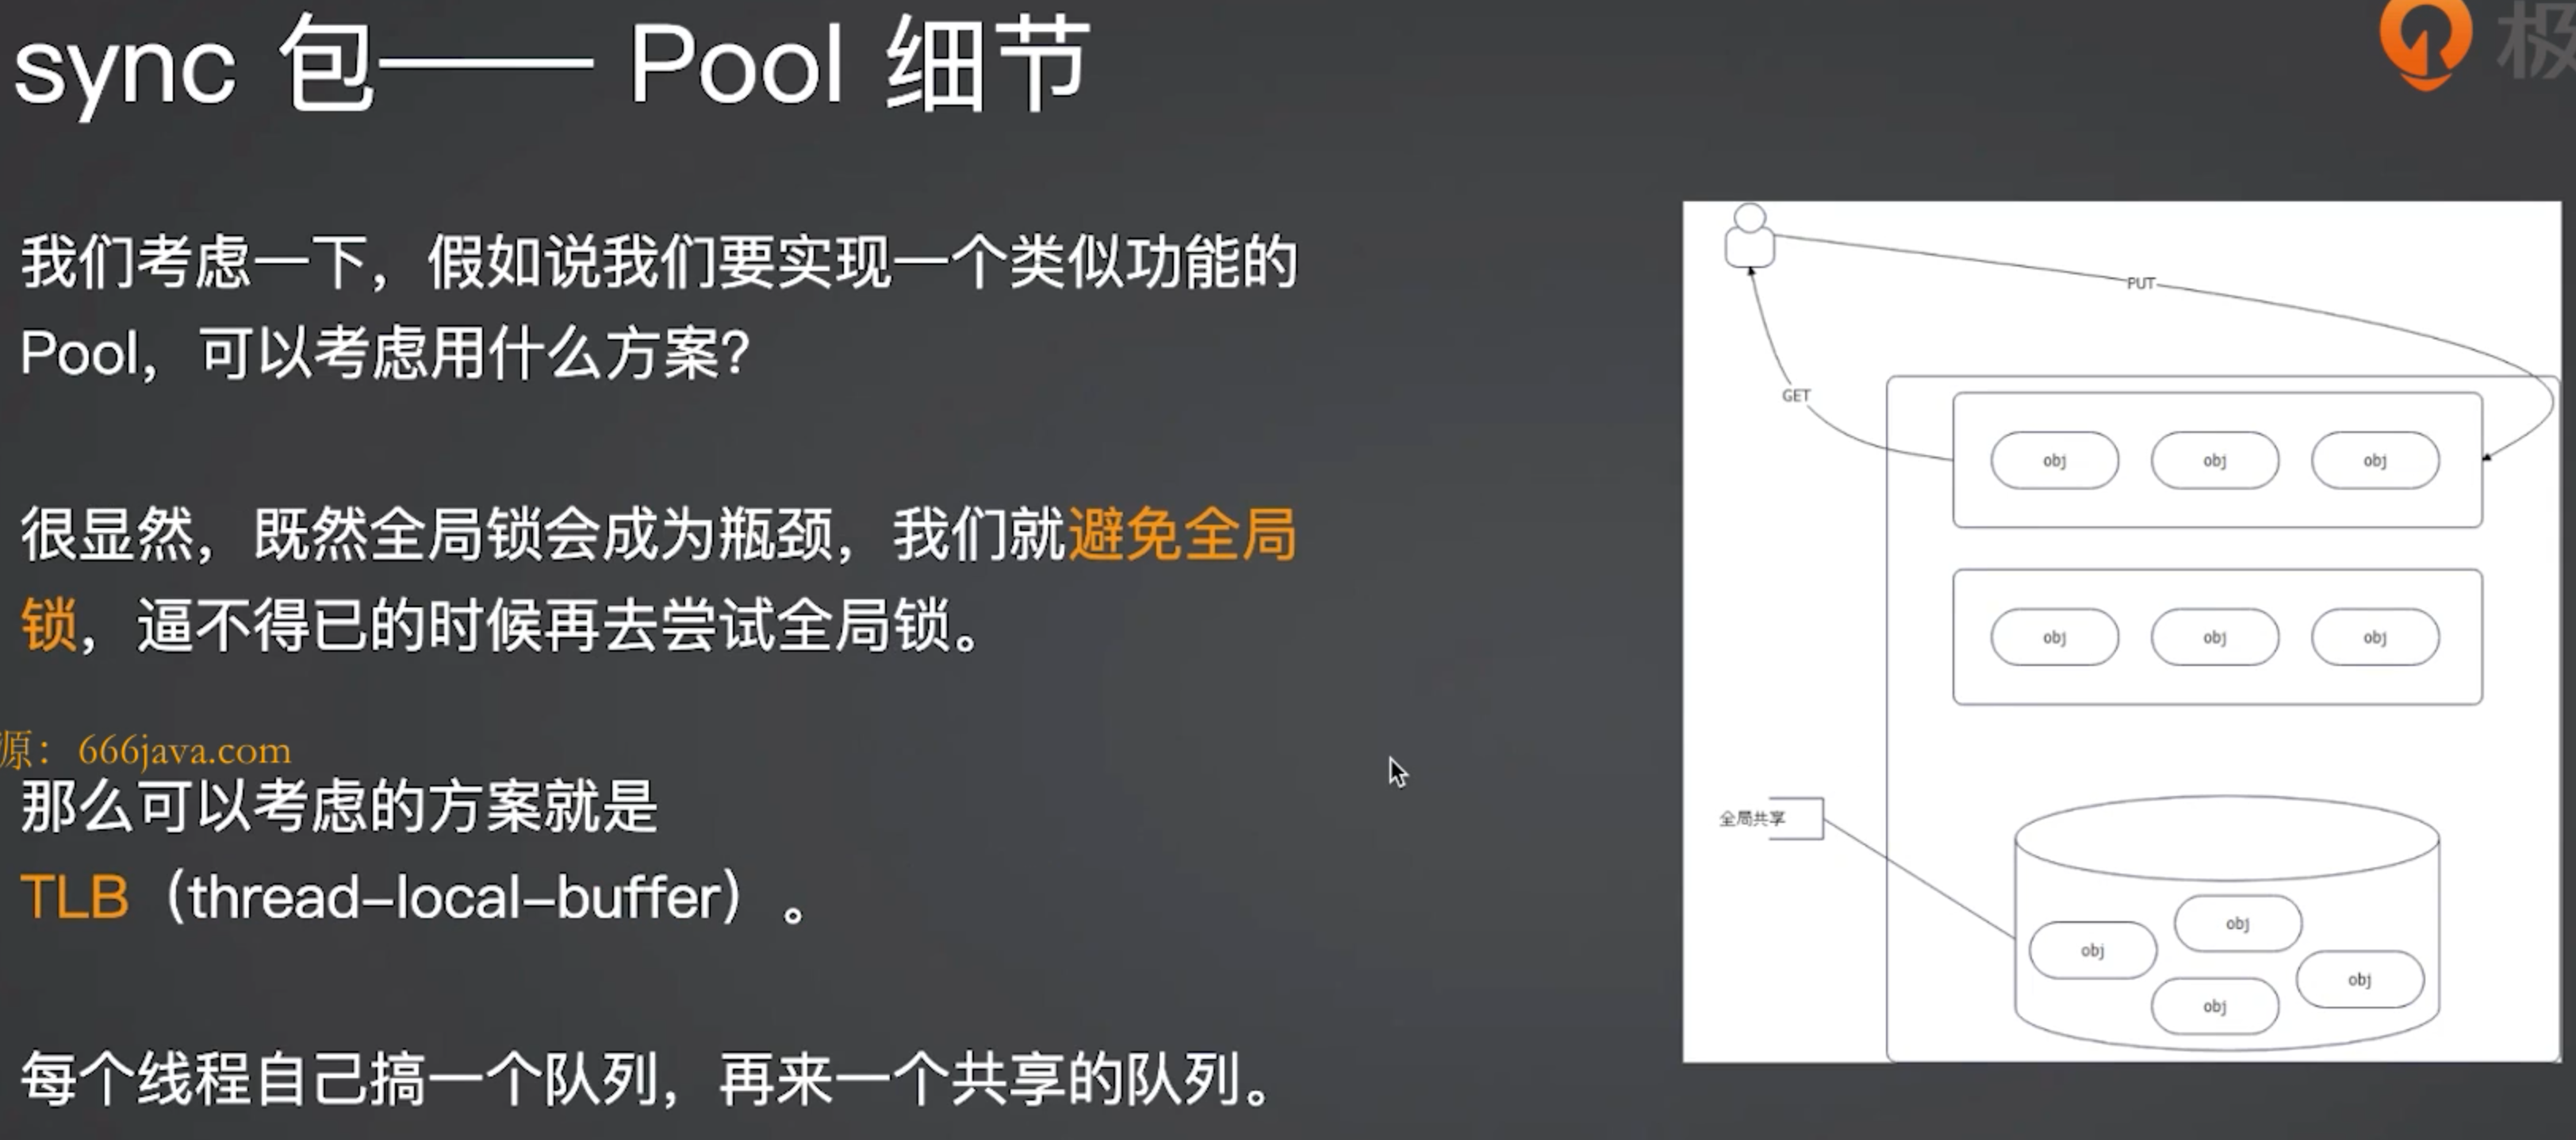 sync 包—— Pool 细节
极
我们考虑一下，假如说我们要实现一个类似功能的
Pool，可以考虑用什么方案？
很显然，既然全局锁会成为瓶颈，我们就避免全局
锁，逼不得已的时候再去尝试全局锁。
源：666java.com
那么可以考虑的方案就是
TLB（thread-local-buffer）。
每个线程自己搞一个队列，再来一个共享的队列。
PUT
GET
obj obj obj
obj obj obj
全局共享
obj
obj
obj
obj